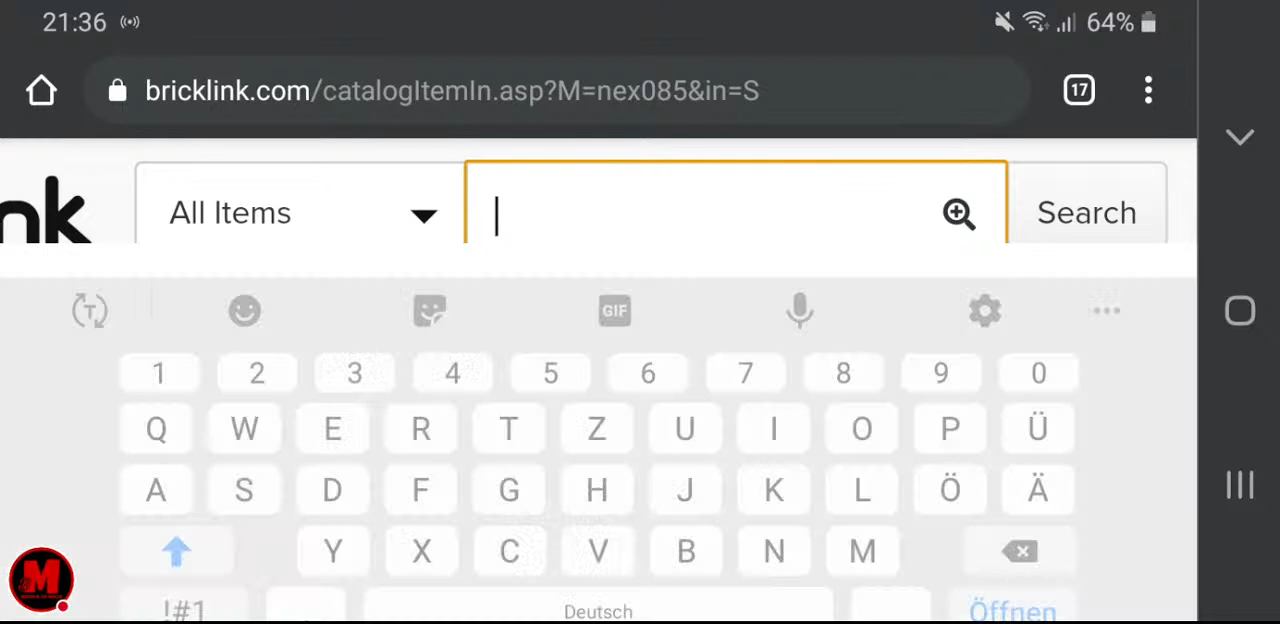 21:36 64%
bricklink.com/catalogItemIn.asp?M=nex085&in=S 17
nk All Items Search
T GIF
1 2 3 4 5 6 7 8 9 0
Q W E R T Z U I O P Ü
A S D F G H J K L Ö Ä
Y X C V B N M
!#1 Deutsch Öffnen
M